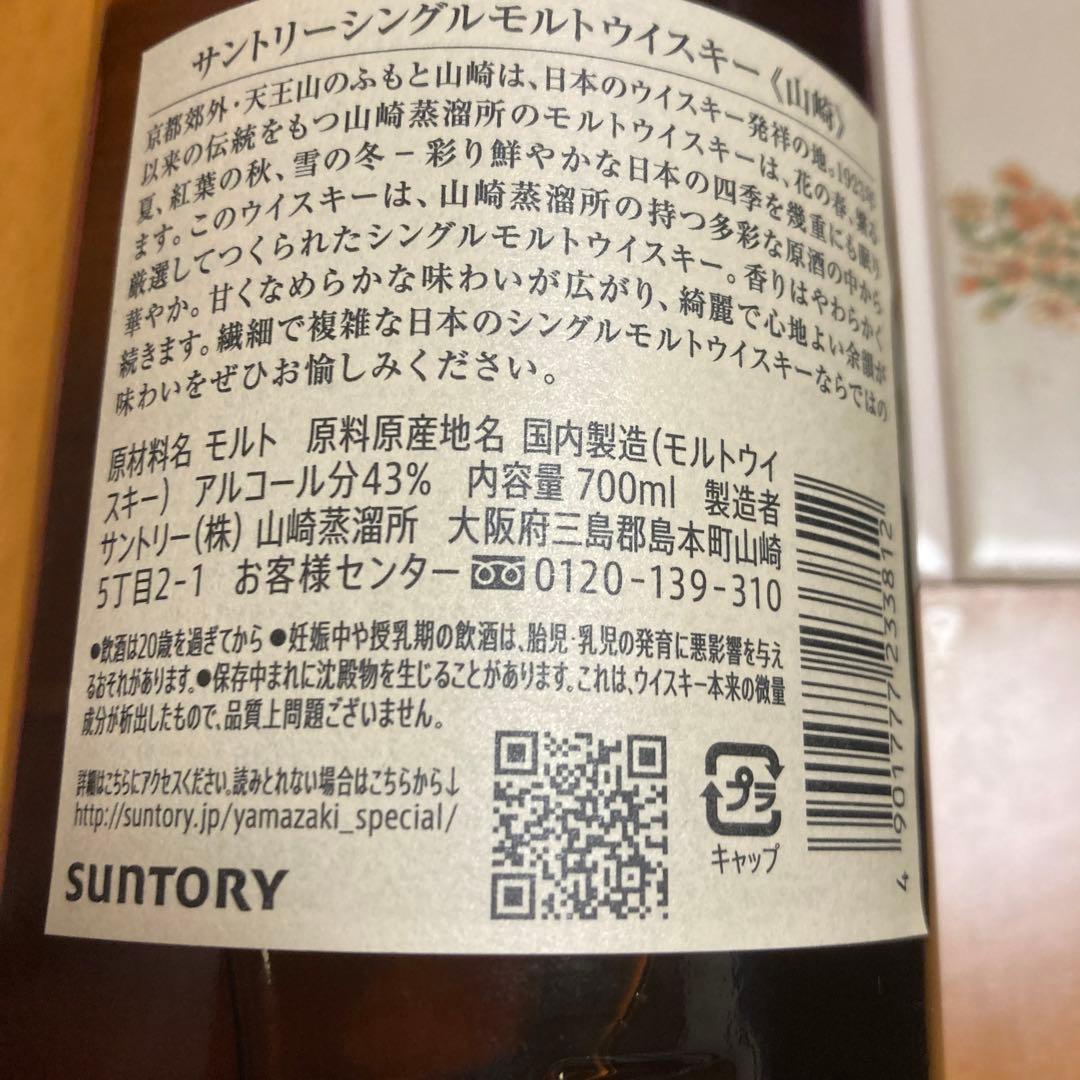 サントリーシングルモルトウイスキー《山崎》
京都郊外・天王山のふもと山崎は、日本のウイスキー発祥の地。1923年
以来の伝統をもつ山崎蒸溜所のモルトウイスキーは、花の春、繁る
夏、紅葉の秋、雪の冬−彩り鮮やかな日本の四季を幾重にも眠り
ます。このウイスキーは、山崎蒸溜所の持つ多彩な原酒の中から
厳選してつくられたシングルモルトウイスキー。香りはやわらかく
華やか。甘くなめらかな味わいが広がり、綺麗で心地よい余韻が
続きます。繊細で複雑な日本のシングルモルトウイスキーならではの
味わいをぜひお愉しみください。
原材料名 モルト 原料原産地名 国内製造(モルトウイ
スキー) アルコール分43% 内容量 700ml 製造者
サントリー(株) 山崎蒸溜所 大阪府三島郡島本町山崎
5丁目2-1 お客様センター 0120-139-310
●飲酒は20歳を過ぎてから ●妊娠中や授乳期の飲酒は、胎児・乳児の発育に悪影響を与え
るおそれがあります。●保存中まれに沈殿物を生じることがあります。これは、ウイスキー本来の微量
成分が析出したもので、品質上問題ございません。
詳細はこちらにアクセスください。読みとれない場合はこちらから↓
http://suntory.jp/yamazaki_special/
SUNTORY
プラ
キャップ
4 901777 233812